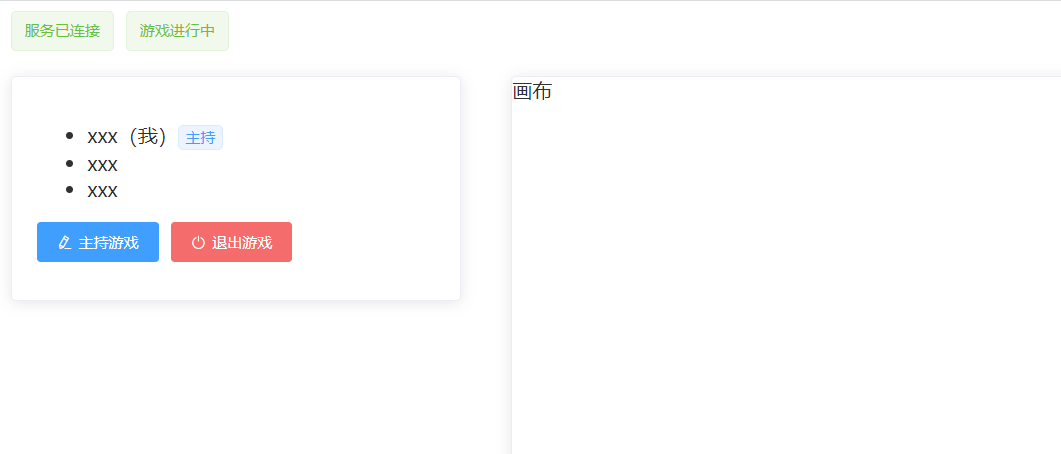 服务已连接 游戏进行中
画布
xxx（我） 主持
xxx
xxx
主持游戏 退出游戏